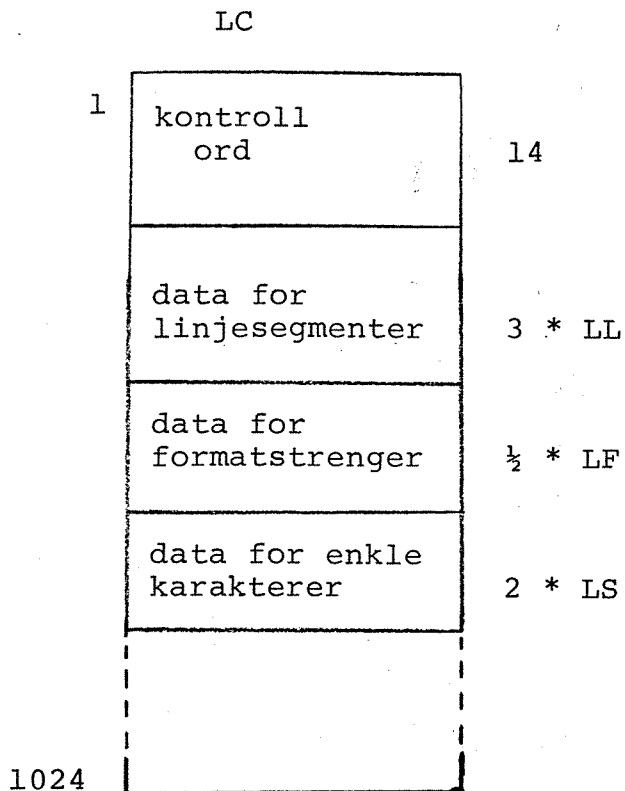 LC
1
kontroll
ord
14
data for
linjesegmenter
3 * LL
data for
formatstrenger
½ * LF
data for enkle
karakterer
2 * LS
1024